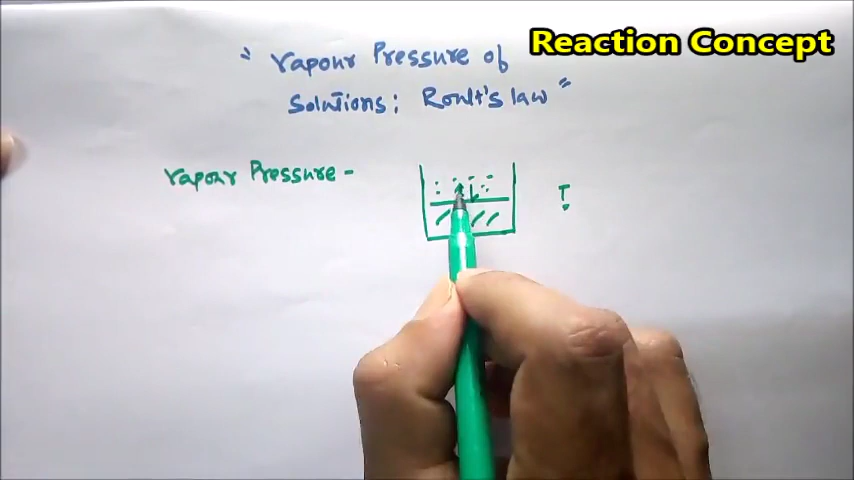 Reaction Concept
" Vapour Pressure of
Solutions: Roult's law "
Vapour Pressure -
T